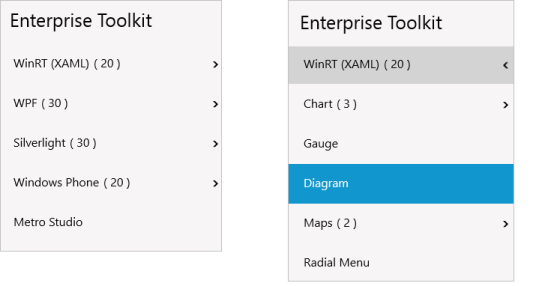 Enterprise Toolkit
WinRT (XAML) ( 20 )
WPF ( 30 )
Silverlight ( 30 )
Windows Phone ( 20 )
Metro Studio
Enterprise Toolkit
WinRT (XAML) ( 20 )
Chart ( 3 )
Gauge
Diagram
Maps ( 2 )
Radial Menu